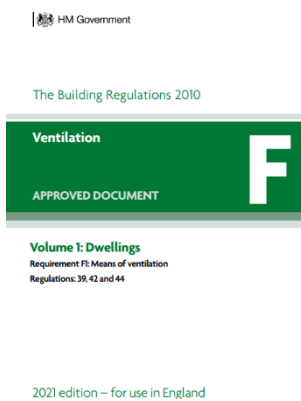 HM Government
The Building Regulations 2010
Ventilation
F
APPROVED DOCUMENT
Volume 1: Dwellings
Requirement F1: Means of ventilation
Regulations: 39, 42 and 44
2021 edition – for use in England